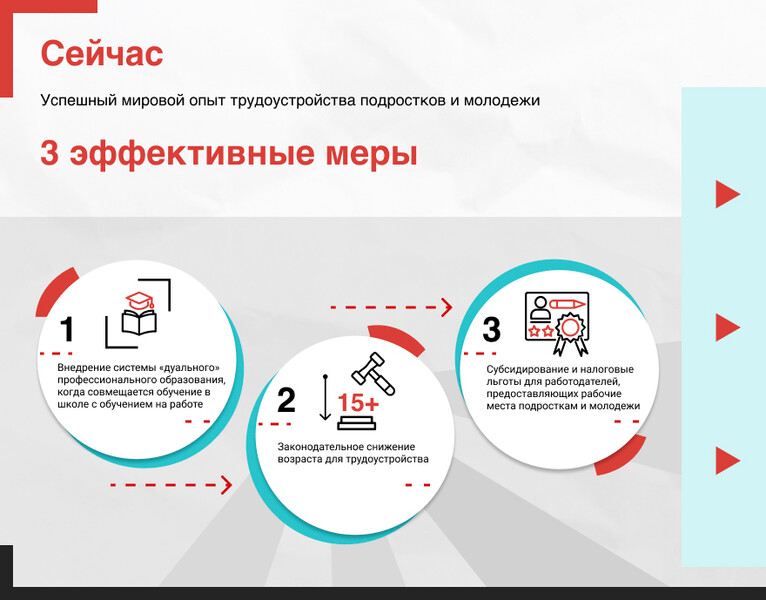 Сейчас
Успешный мировой опыт трудоустройства подростков и молодежи
3 эффективные меры
1
Внедрение системы «дуального»
профессионального образования,
когда совмещается обучение в
школе с обучением на работе
2
15+
Законодательное снижение
возраста для трудоустройства
3
Субсидирование и налоговые
льготы для работодателей,
предоставляющих рабочие
места подросткам и молодежи